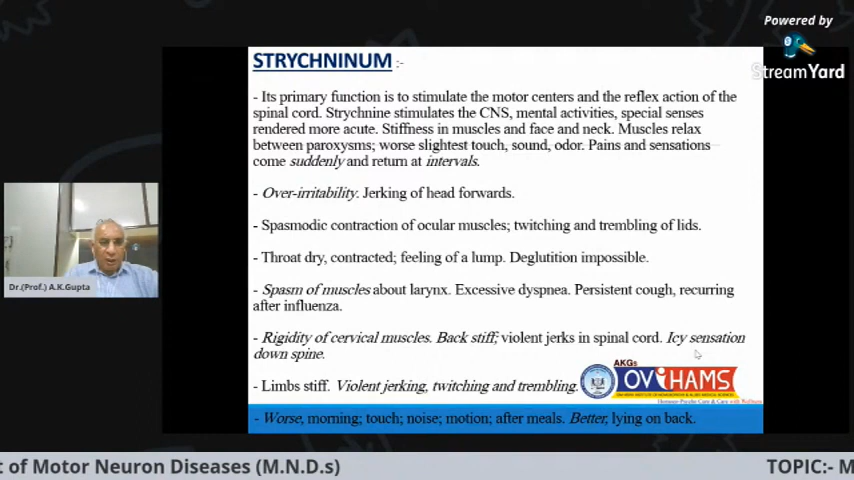 Powered by
StreamYard
STRYCHNINUM :-
- Its primary function is to stimulate the motor centers and the reflex action of the
spinal cord. Strychnine stimulates the CNS, mental activities, special senses
rendered more acute. Stiffness in muscles and face and neck. Muscles relax
between paroxysms; worse slightest touch, sound, odor. Pains and sensations
come suddenly and return at intervals.
- Over-irritability. Jerking of head forwards.
- Spasmodic contraction of ocular muscles; twitching and trembling of lids.
- Throat dry, contracted; feeling of a lump. Deglutition impossible.
- Spasm of muscles about larynx. Excessive dyspnea. Persistent cough, recurring
after influenza.
- Rigidity of cervical muscles. Back stiff; violent jerks in spinal cord. Icy sensation
down spine.
- Limbs stiff. Violent jerking, twitching and trembling.
AKGs
OVIHAMS
- Worse, morning; touch; noise; motion; after meals. Better, lying on back.
Dr.(Prof.) A.K.Gupta
t of Motor Neuron Diseases (M.N.D.s)
TOPIC:- M